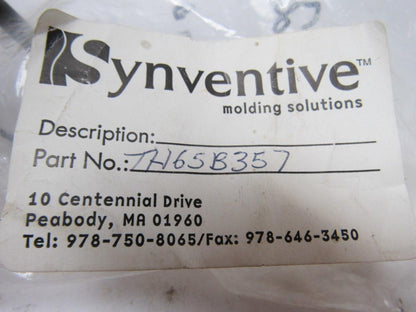 87
Synventive™
molding solutions
Description:
Part No.: TH65B357
10 Centennial Drive
Peabody, MA 01960
Tel: 978-750-8065/Fax: 978-646-3450